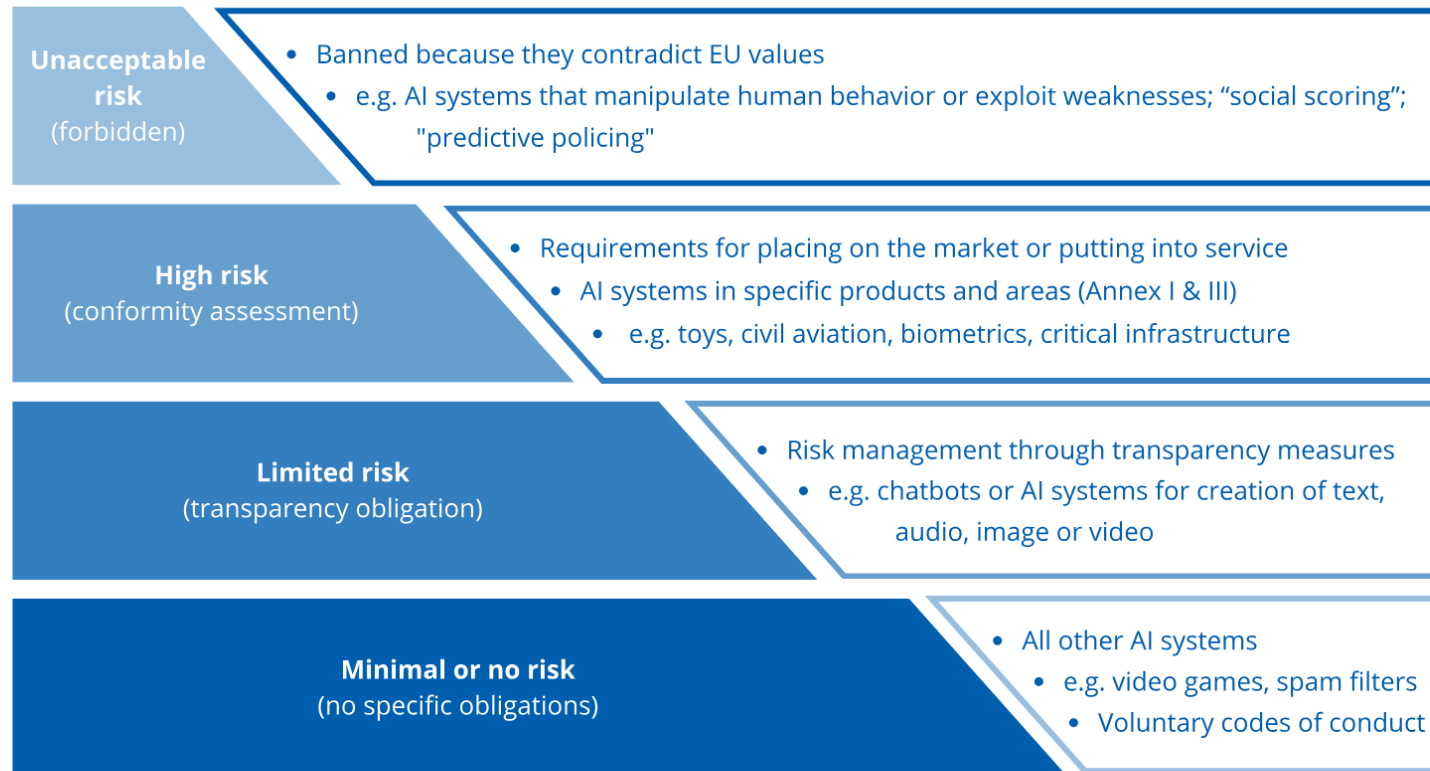 Unacceptable
risk
(forbidden)
• Banned because they contradict EU values
• e.g. AI systems that manipulate human behavior or exploit weaknesses; “social scoring”;
"predictive policing"
High risk
(conformity assessment)
• Requirements for placing on the market or putting into service
• AI systems in specific products and areas (Annex I & III)
• e.g. toys, civil aviation, biometrics, critical infrastructure
Limited risk
(transparency obligation)
• Risk management through transparency measures
• e.g. chatbots or AI systems for creation of text,
audio, image or video
Minimal or no risk
(no specific obligations)
• All other AI systems
• e.g. video games, spam filters
• Voluntary codes of conduct